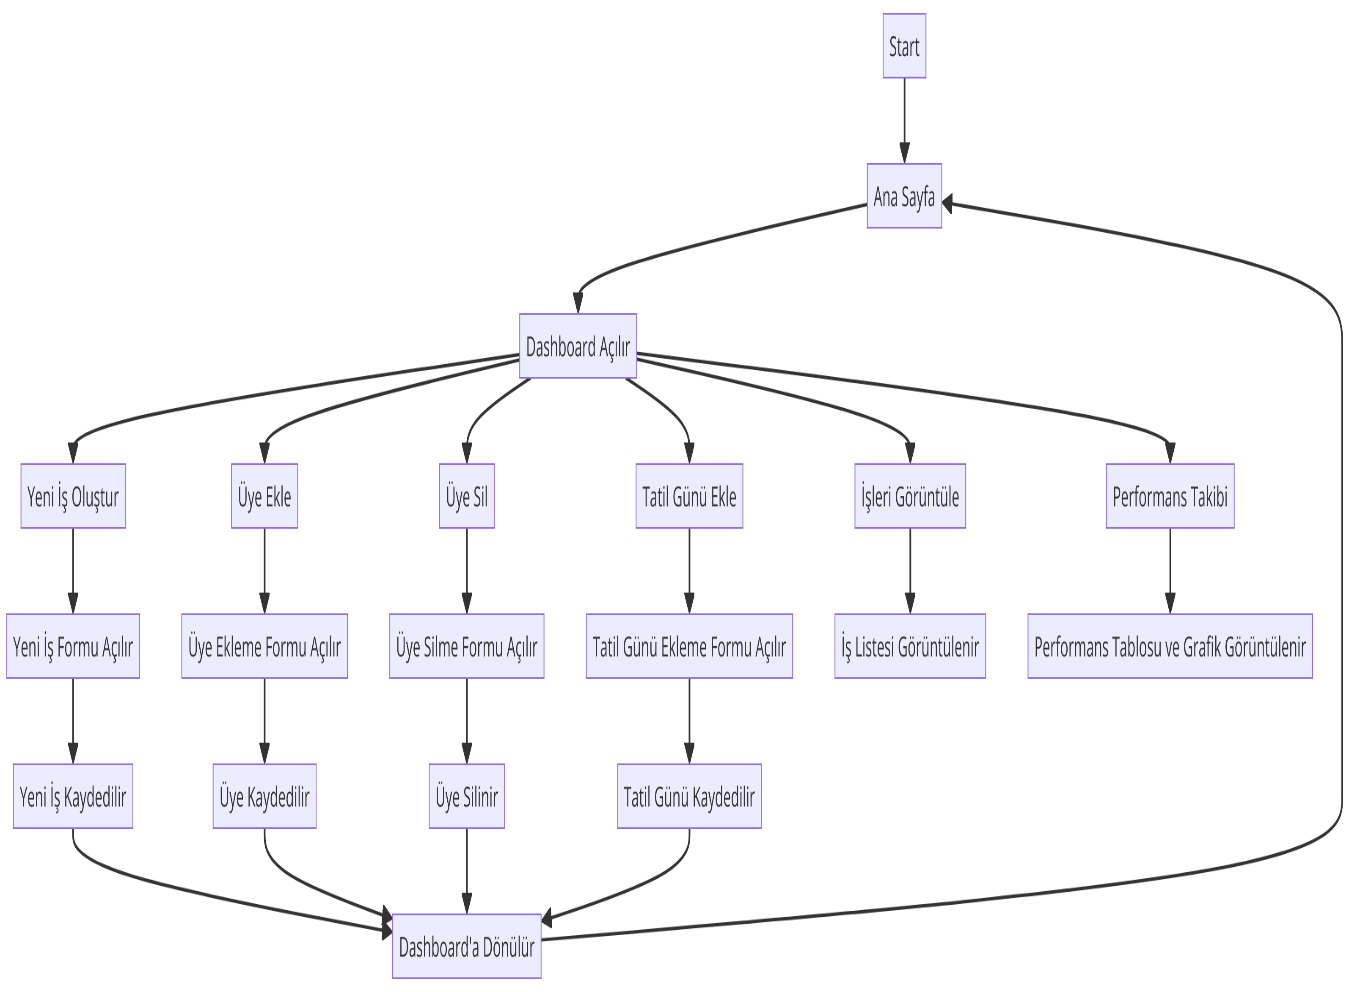 Start
Ana Sayfa
Dashboard Açılır
Yeni İş Oluştur
Üye Ekle
Üye Sil
Tatil Günü Ekle
İşleri Görüntüle
Performans Takibi
Yeni İş Formu Açılır
Üye Ekleme Formu Açılır
Üye Silme Formu Açılır
Tatil Günü Ekleme Formu Açılır
İş Listesi Görüntülenir
Performans Tablosu ve Grafik Görüntülenir
Yeni İş Kaydedilir
Üye Kaydedilir
Üye Silinir
Tatil Günü Kaydedilir
Dashboard'a Dönülür